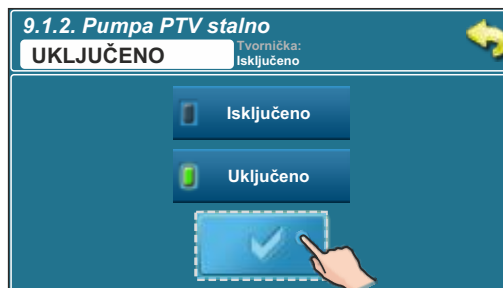 9.1.2. Pumpa PTV stalno
UKLJUČENO
Tvornička:
Isključeno
Isključeno
Uključeno